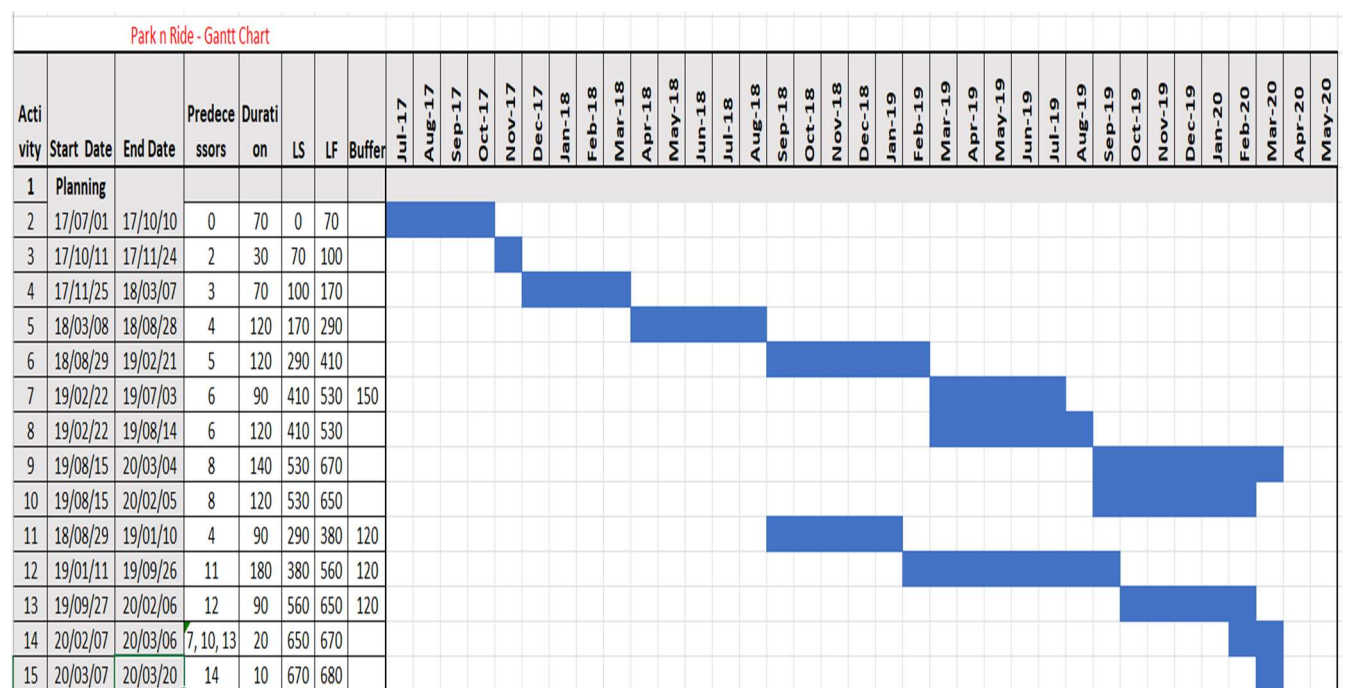 Park n Ride - Gantt Chart
Acti vity Start Date End Date Predece ssors Durati on LS LF Buffer Jul-17 Aug-17 Sep-17 Oct-17 Nov-17 Dec-17 Jan-18 Feb-18 Mar-18 Apr-18 May-18 Jun-18 Jul-18 Aug-18 Sep-18 Oct-18 Nov-18 Dec-18 Jan-19 Feb-19 Mar-19 Apr-19 May-19 Jun-19 Jul-19 Aug-19 Sep-19 Oct-19 Nov-19 Dec-19 Jan-20 Feb-20 Mar-20 Apr-20 May-20
1 Planning
2 17/07/01 17/10/10 0 70 0 70
3 17/10/11 17/11/24 2 30 70 100
4 17/11/25 18/03/07 3 70 100 170
5 18/03/08 18/08/28 4 120 170 290
6 18/08/29 19/02/21 5 120 290 410
7 19/02/22 19/07/03 6 90 410 530 150
8 19/02/22 19/08/14 6 120 410 530
9 19/08/15 20/03/04 8 140 530 670
10 19/08/15 20/02/05 8 120 530 650
11 18/08/29 19/01/10 4 90 290 380 120
12 19/01/11 19/09/26 11 180 380 560 120
13 19/09/27 20/02/06 12 90 560 650 120
14 20/02/07 20/03/06 7, 10, 13 20 650 670
15 20/03/07 20/03/20 14 10 670 680